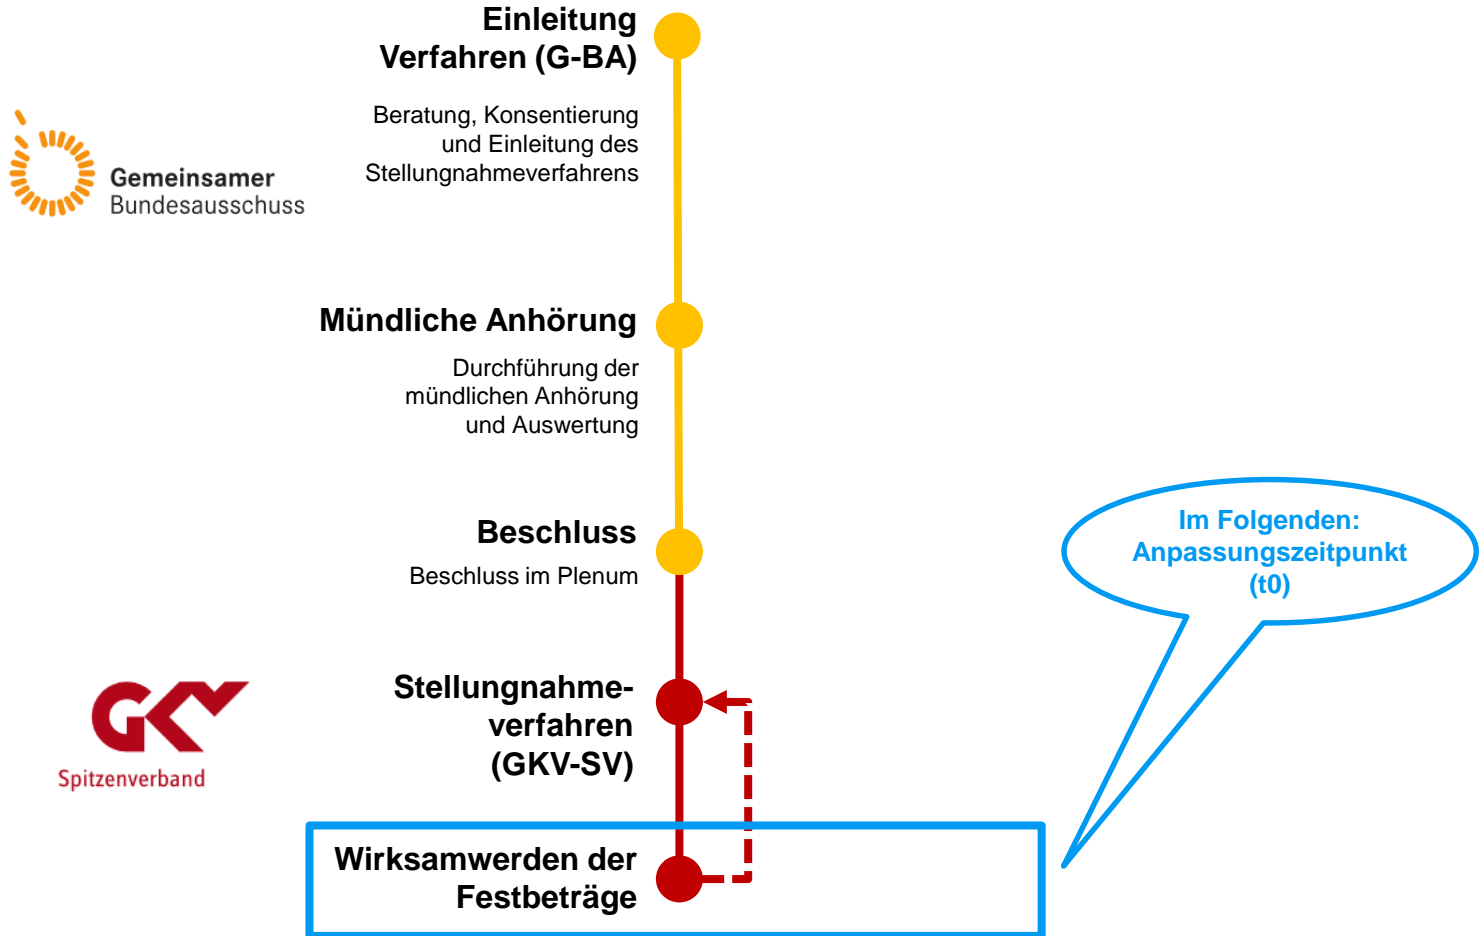 Einleitung
Verfahren (G-BA)
Beratung, Konsentierung
und Einleitung des
Stellungnahmeverfahrens
Gemeinsamer
Bundesausschuss
Mündliche Anhörung
Durchführung der
mündlichen Anhörung
und Auswertung
Beschluss
Beschluss im Plenum
Im Folgenden:
Anpassungszeitpunkt
(t0)
Stellungnahme-
verfahren
(GKV-SV)
GKV
Spitzenverband
Wirksamwerden der
Festbeträge